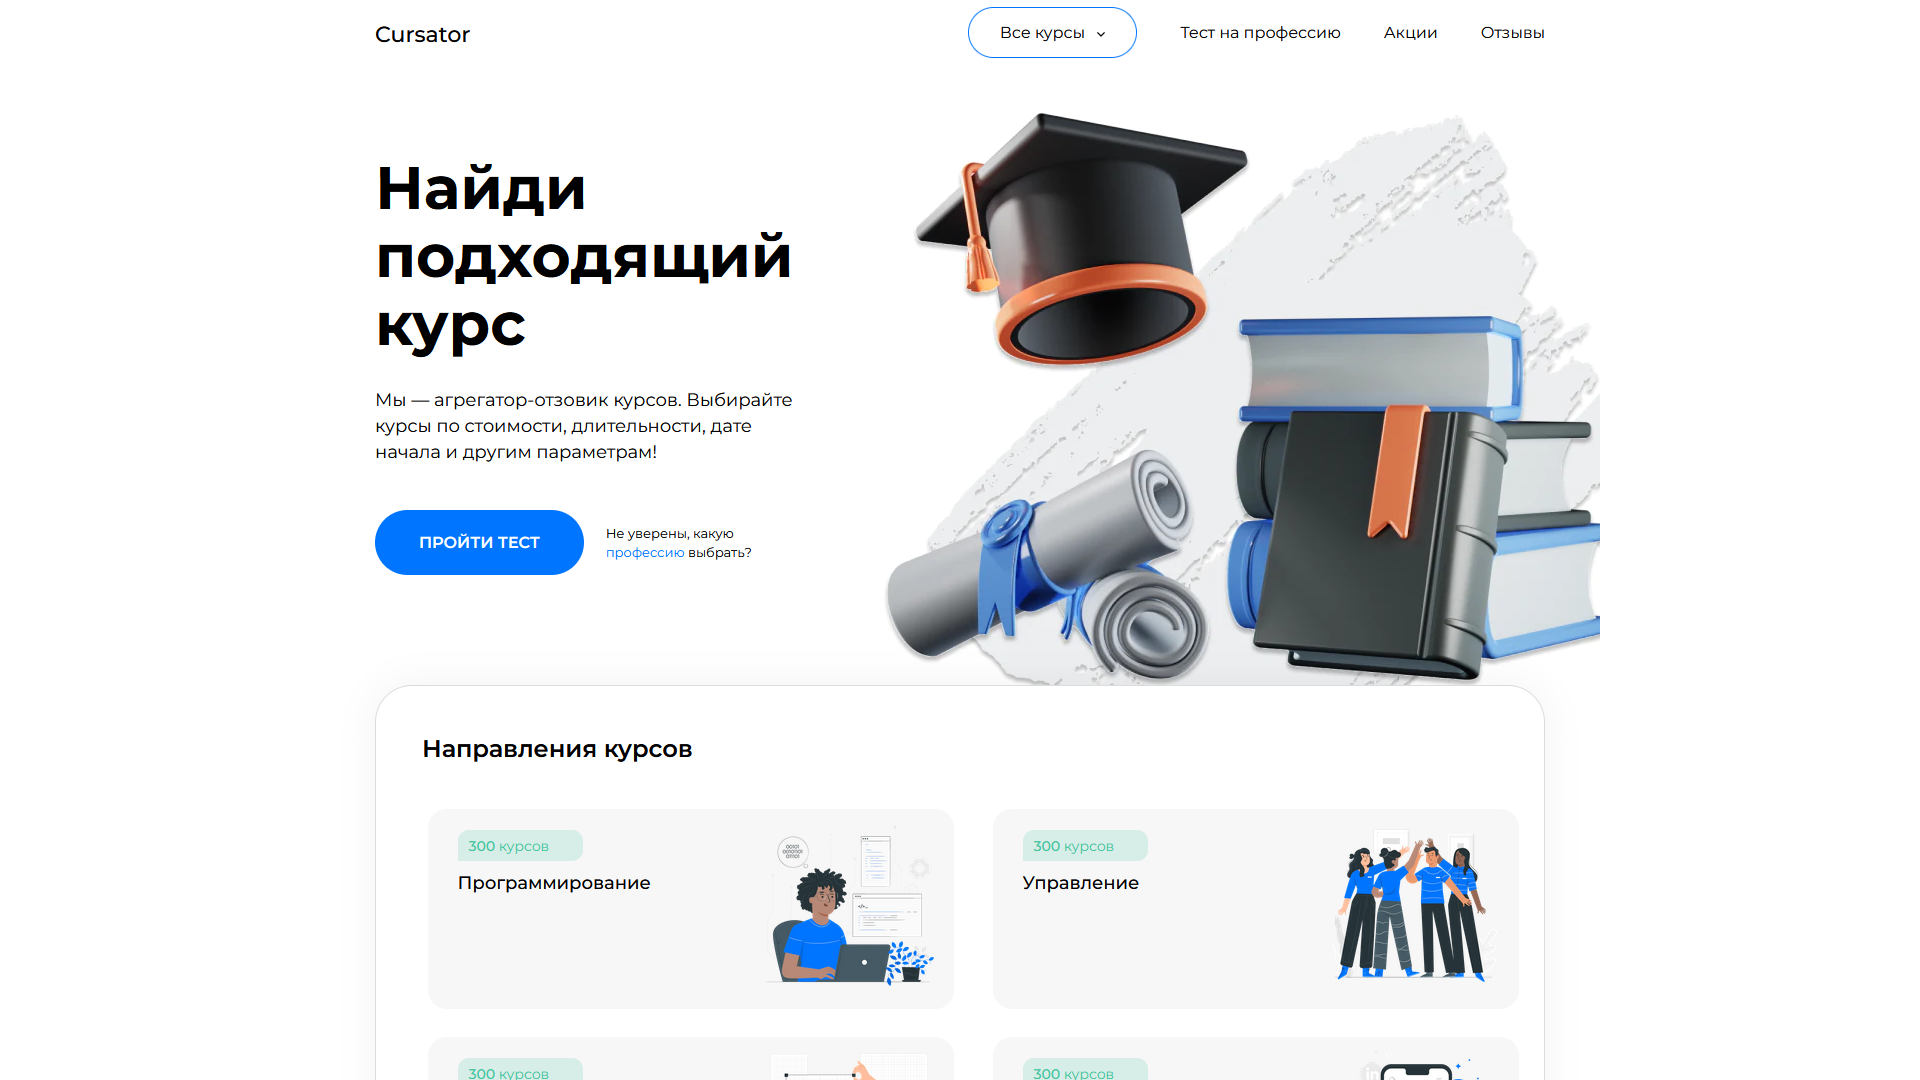 Cursator
Все курсы
Тест на профессию
Акции
Отзывы
Найди
подходящий
курс
Мы — агрегатор-отзовик курсов. Выбирайте
курсы по стоимости, длительности, дате
начала и другим параметрам!
ПРОЙТИ ТЕСТ
Не уверены, какую
профессию выбрать?
Направления курсов
300 курсов
Программирование
300 курсов
Управление
300 курсов
300 курсов